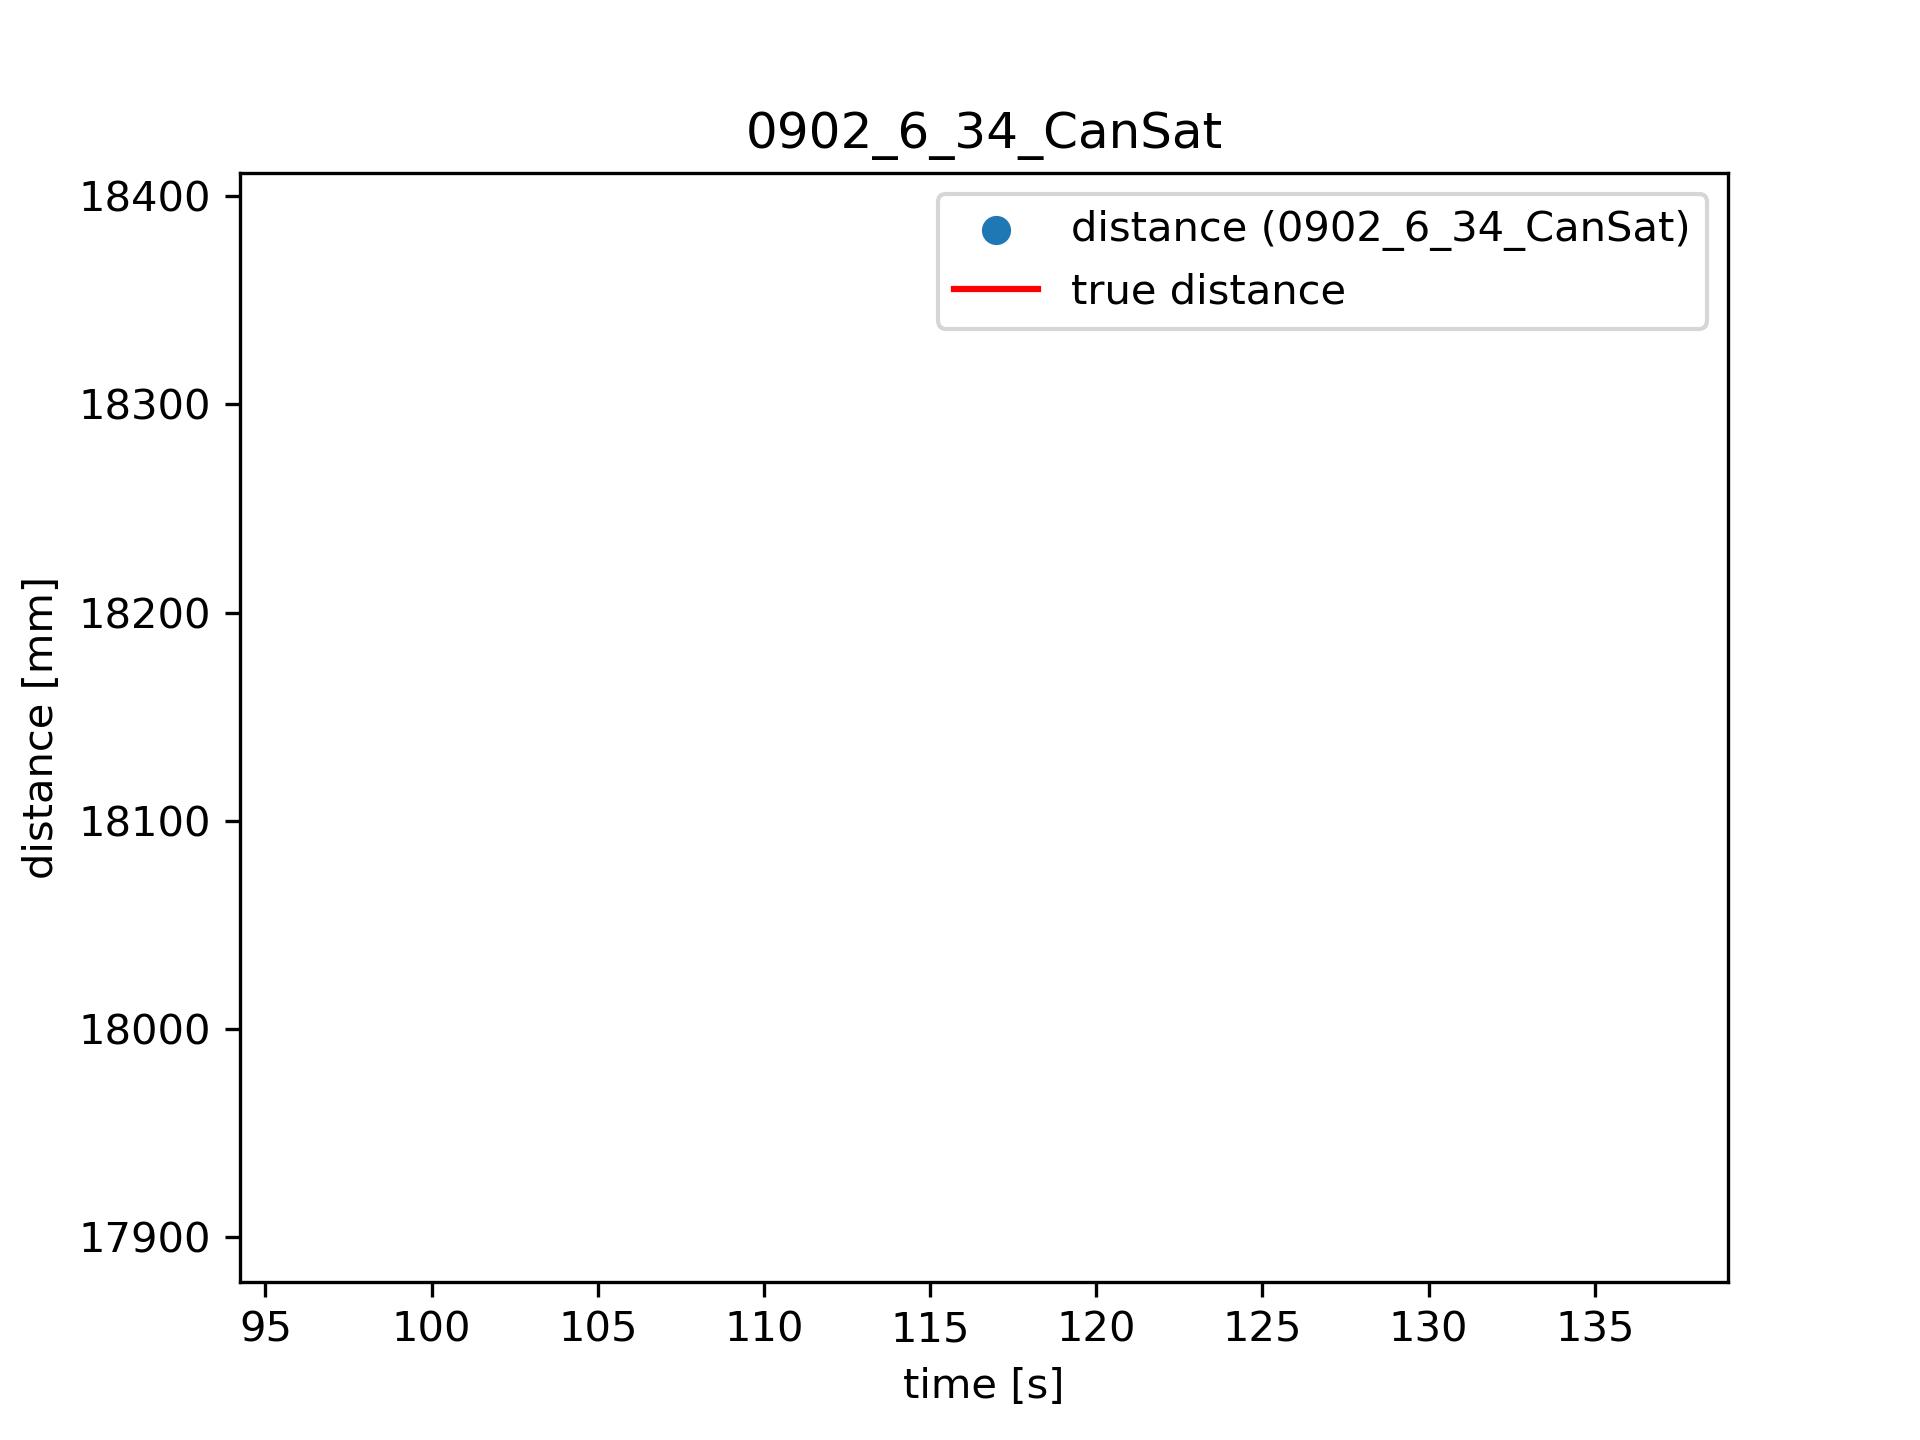 0902_6_34_CanSat
distance (0902_6_34_CanSat)
true distance
18400
18300
18200
18100
18000
17900
distance [mm]
95 100 105 110 115 120 125 130 135
time [s]